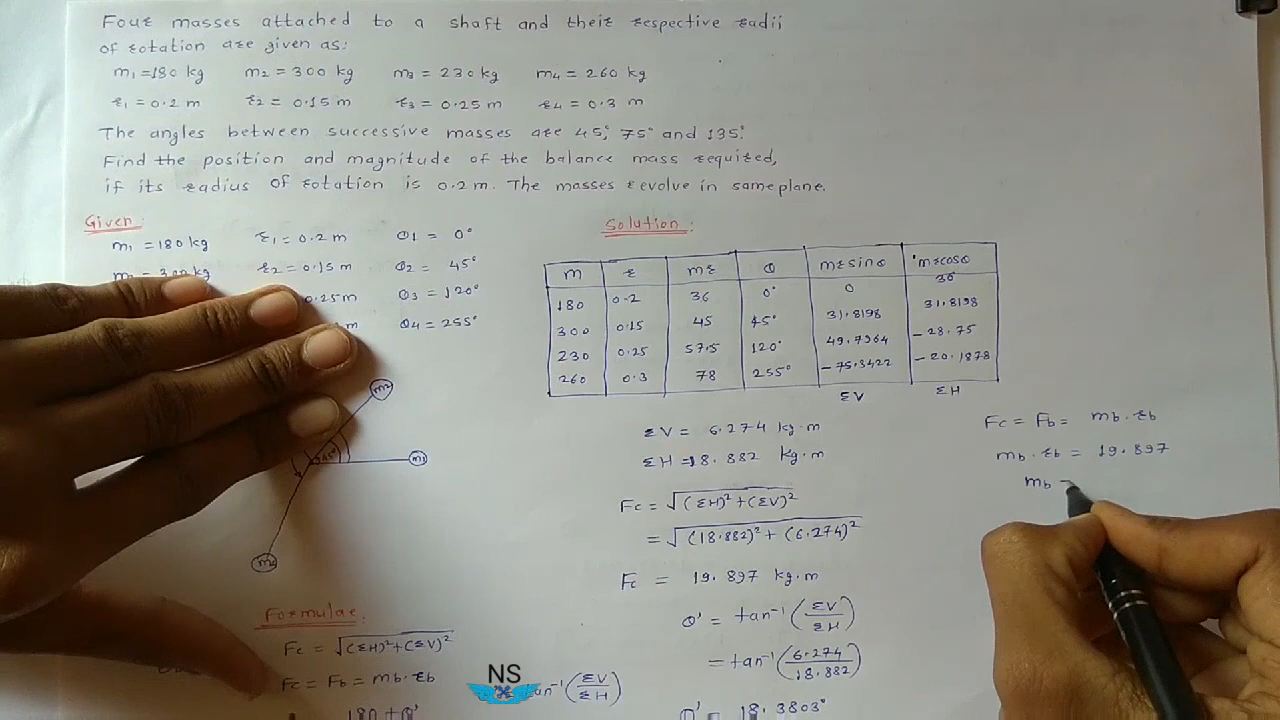 Four masses attached to a shaft and their respective radii
of rotation are given as:
m1 = 180 kg m2 = 300 kg m3 = 230 kg m4 = 260 kg
r1 = 0.2 m r2 = 0.15 m r3 = 0.25 m r4 = 0.3 m
The angles between successive masses are 45°, 75° and 135°.
Find the position and magnitude of the balance mass required,
if its radius of rotation is 0.2 m. The masses revolve in same plane.
Given:
m1 = 180 kg r1 = 0.2 m θ1 = 0°
m2 = 300 kg r2 = 0.15 m θ2 = 45°
0.25 m θ3 = 120°
m θ4 = 255°
m2
45°
m1
m4
Formulae:
Fc = √(ΣH)²+(ΣV)²
Fc = Fb = mb · rb
tan⁻¹ (ΣV/ΣH)
180 + θ'
Solution:
m r mr θ mr sinθ mr cosθ
180 0.2 36 0° 0 36
300 0.15 45 45° 31.8198 31.8198
230 0.25 57.5 120° 49.7964 -28.75
260 0.3 78 255° -75.3422 -20.1878
ΣV ΣH
ΣV = 6.274 kg·m
ΣH = 18.882 kg·m
Fc = √(ΣH)²+(ΣV)²
= √(18.882)² + (6.274)²
Fc = 19.897 kg·m
θ' = tan⁻¹ (ΣV/ΣH)
= tan⁻¹ (6.274/18.882)
θ' = 18.3803°
Fc = Fb = mb · rb
mb · rb = 19.897
mb =
NS